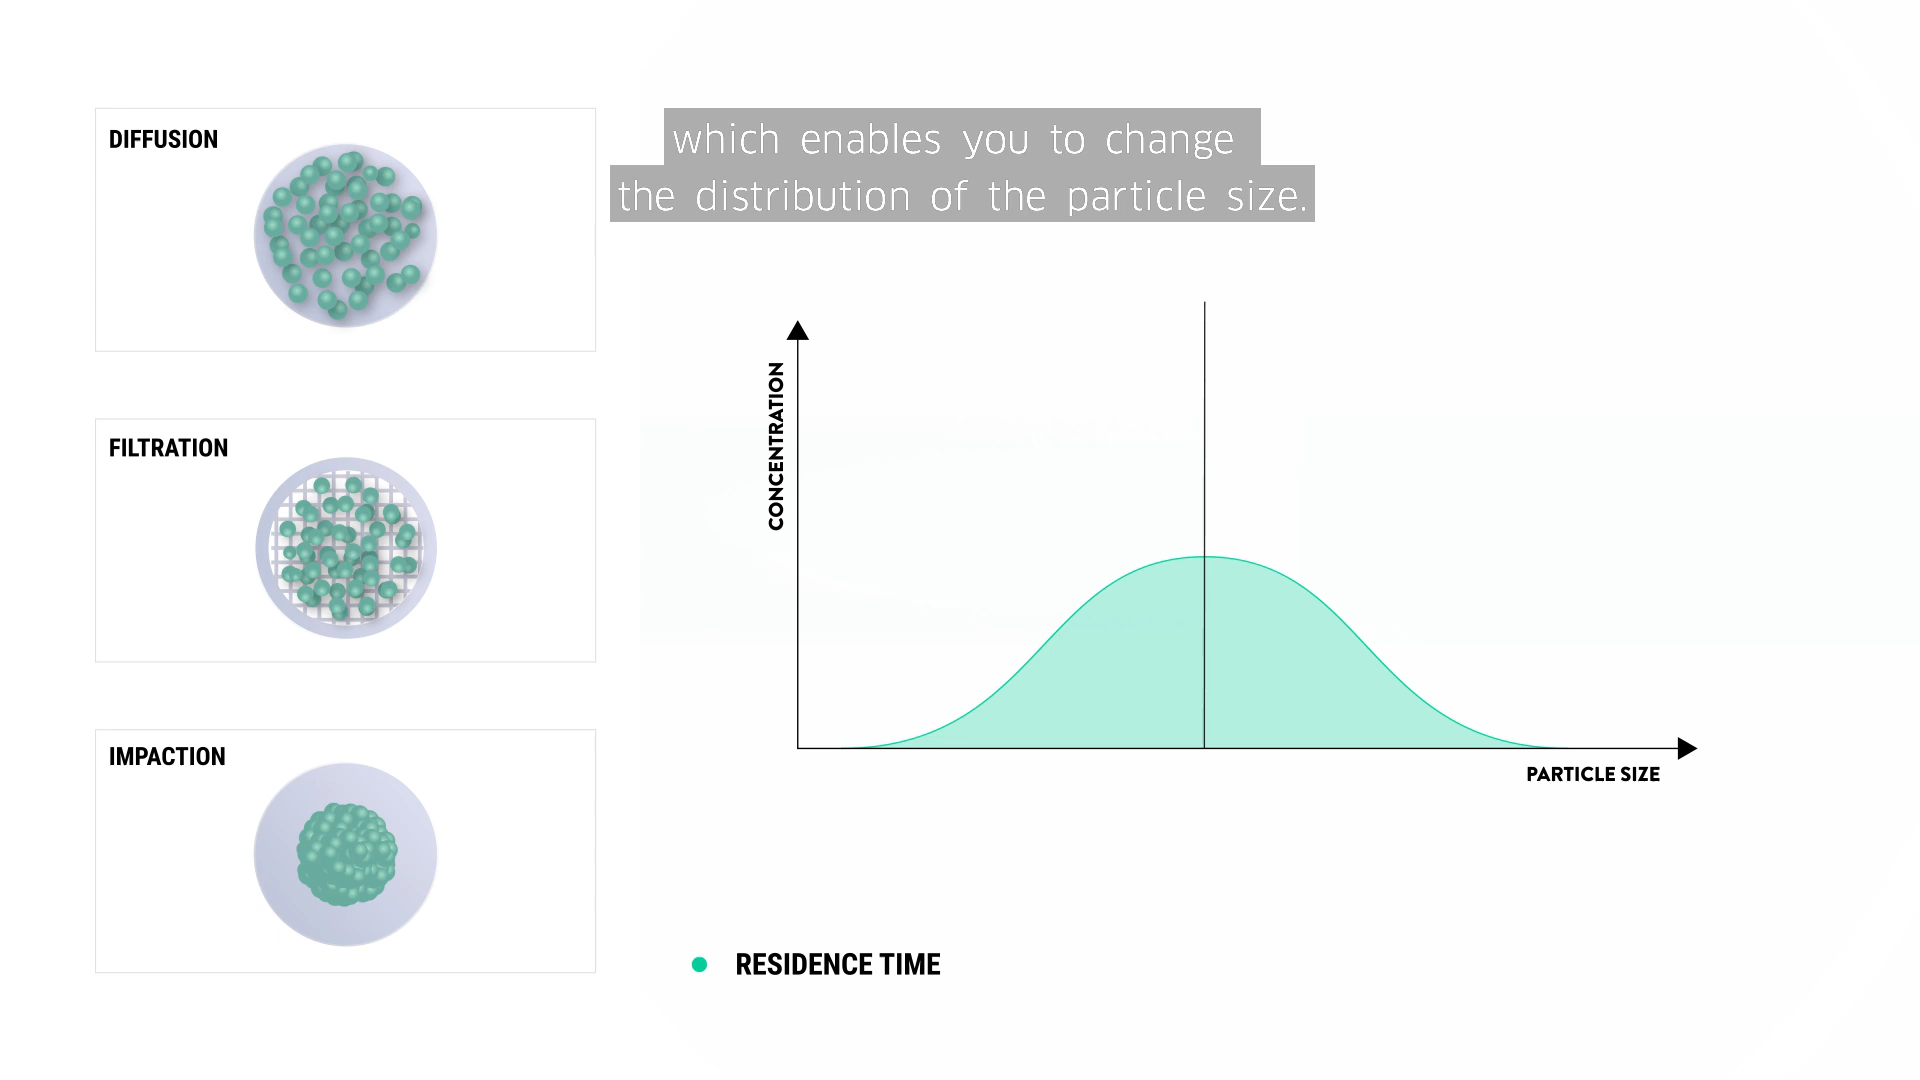 DIFFUSION
which enables you to change
the distribution of the particle size.
CONCENTRATION
FILTRATION
IMPACTION
PARTICLE SIZE
RESIDENCE TIME